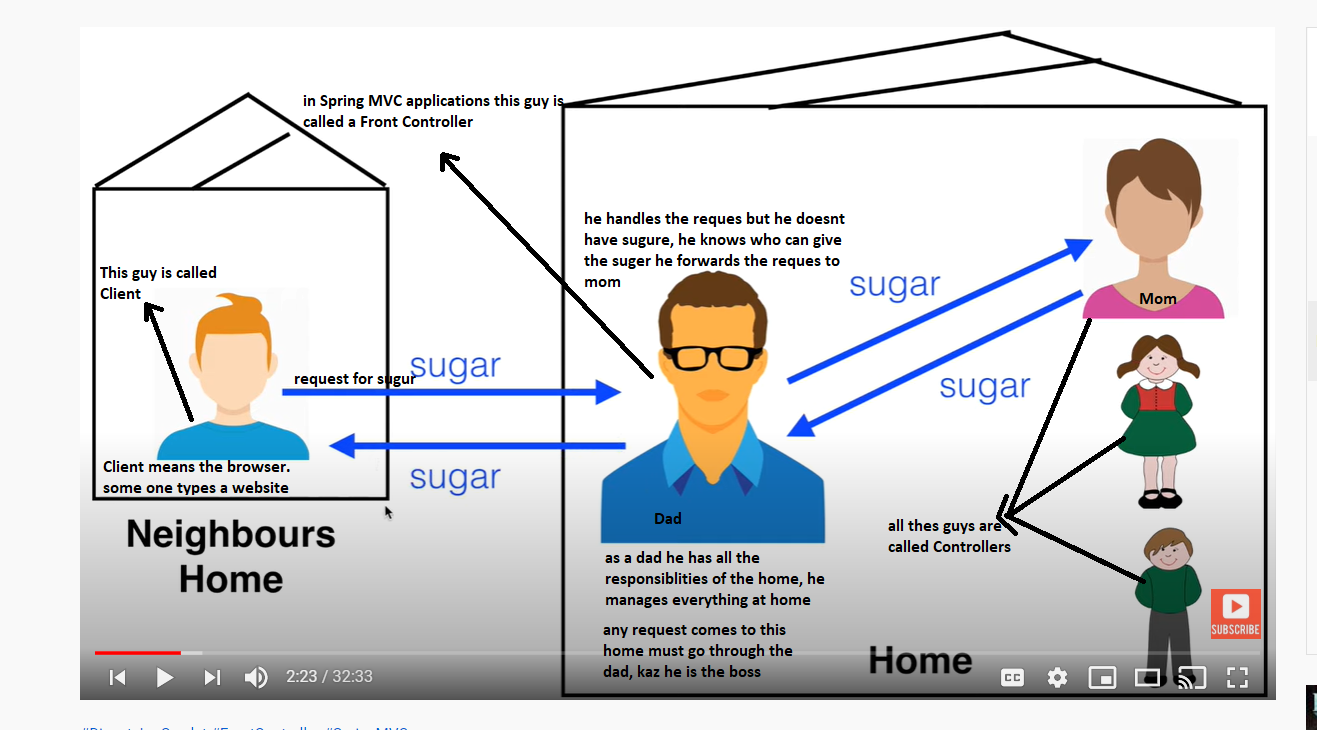 in Spring MVC applications this guy is
called a Front Controller
he handles the reques but he doesnt
have sugure, he knows who can give
the suger he forwards the reques to
mom
This guy is called
Client
sugar
Mom
request for sugur
sugar
sugar
sugar
Client means the browser.
some one types a website
Neighbours
Home
Dad
all thes guys are
called Controllers
as a dad he has all the
responsiblities of the home, he
manages everything at home
any request comes to this
home must go through the
dad, kaz he is the boss
Home
SUBSCRIBE
2:23 / 32:33
CC